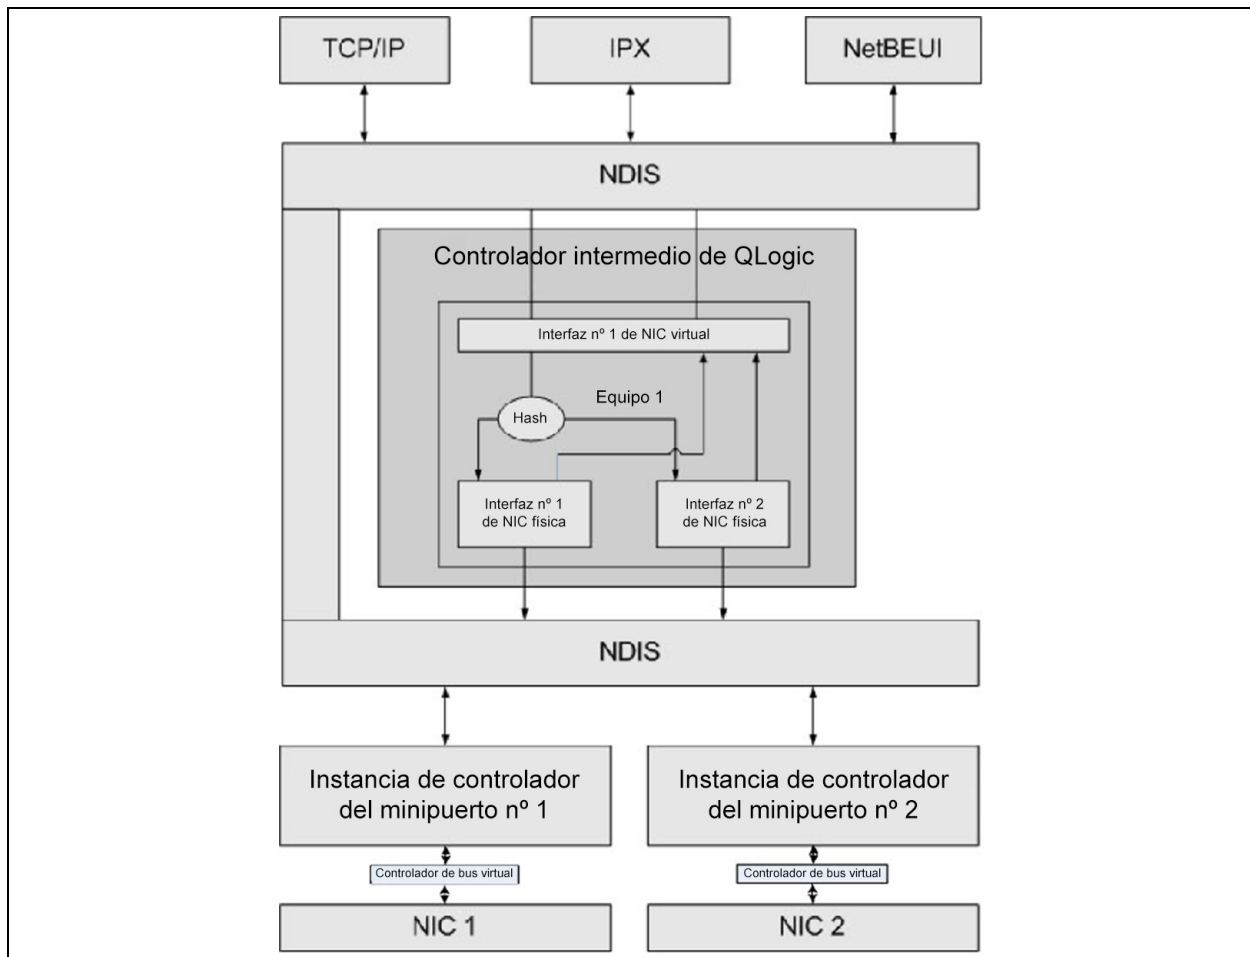 TCP/IP
IPX
NetBEUI
NDIS
Controlador intermedio de QLogic
Interfaz nº 1 de NIC virtual
Equipo 1
Hash
Interfaz nº 1
de NIC física
Interfaz nº 2
de NIC física
NDIS
Instancia de controlador
del minipuerto nº 1
Instancia de controlador
del minipuerto nº 2
Controlador de bus virtual
Controlador de bus virtual
NIC 1
NIC 2